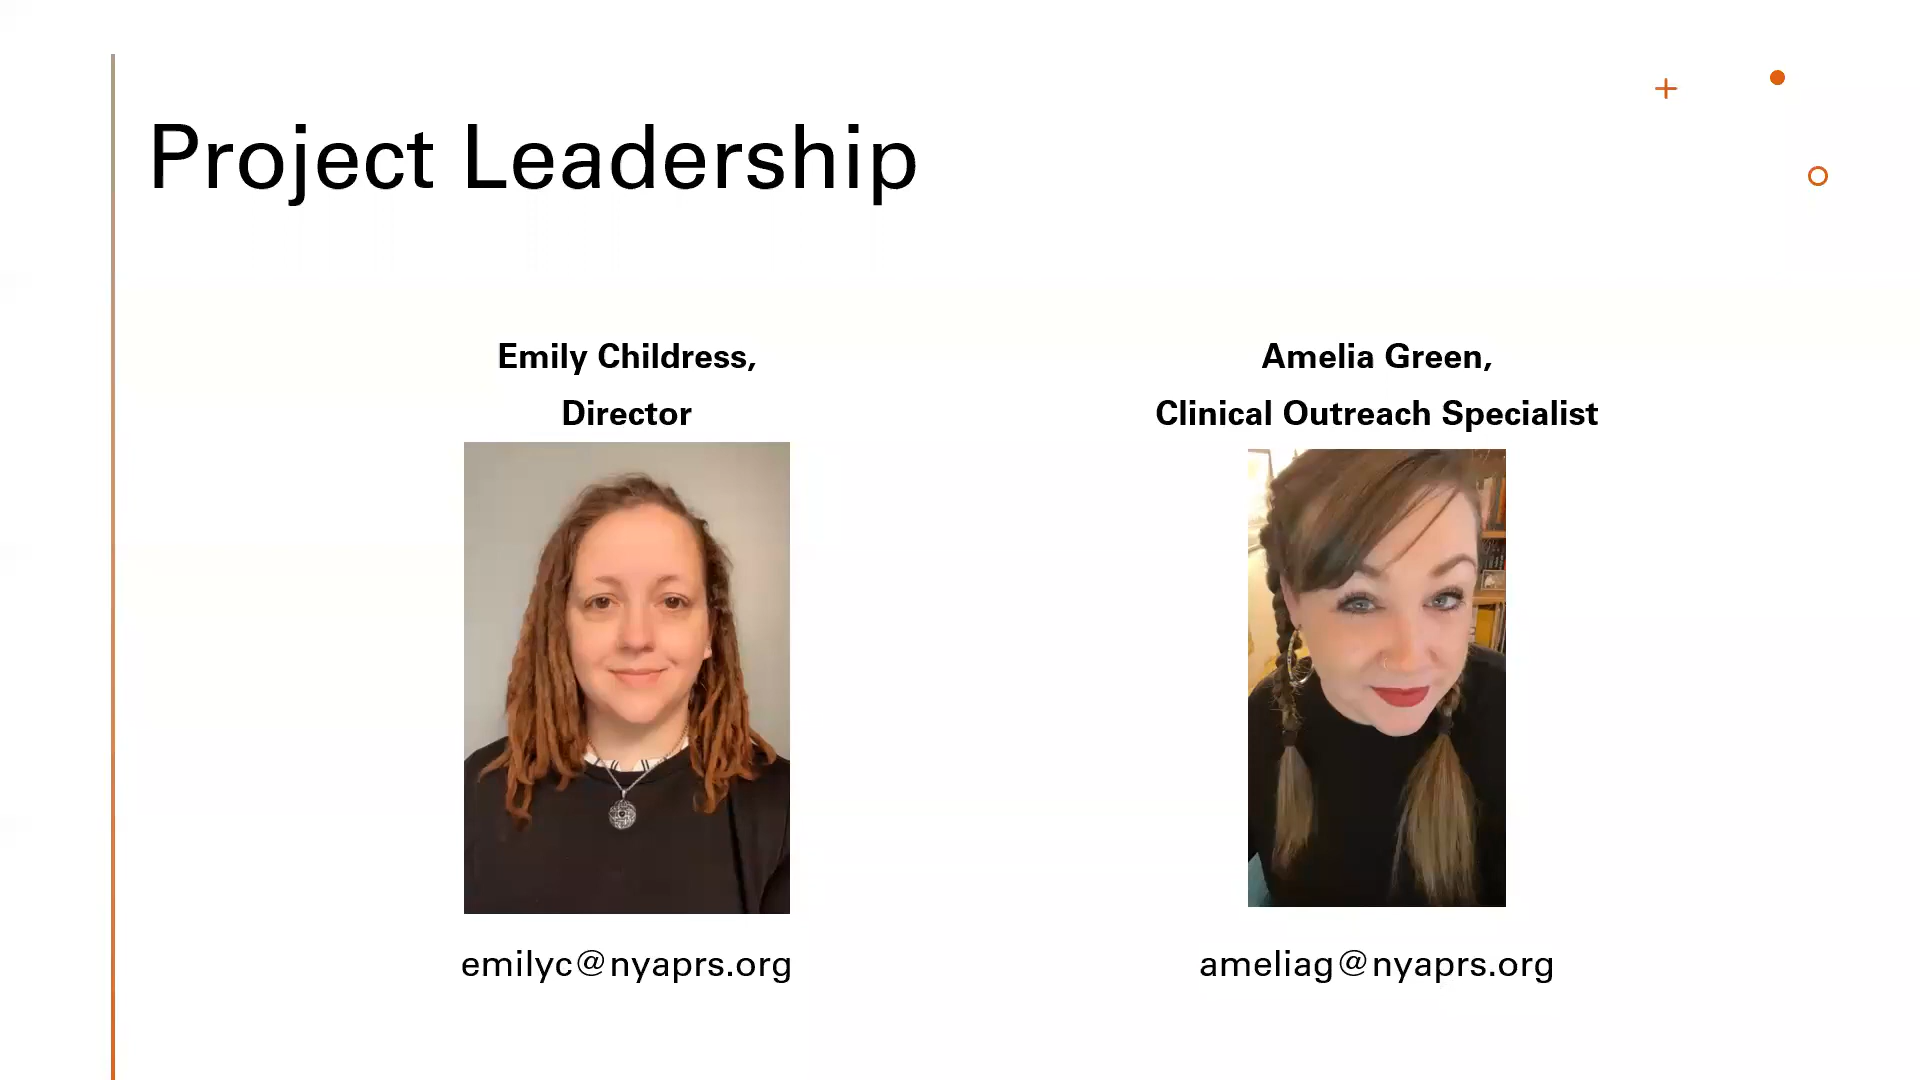 Project Leadership
Emily Childress,
Director
emilyc@nyaprs.org
Amelia Green,
Clinical Outreach Specialist
ameliag@nyaprs.org